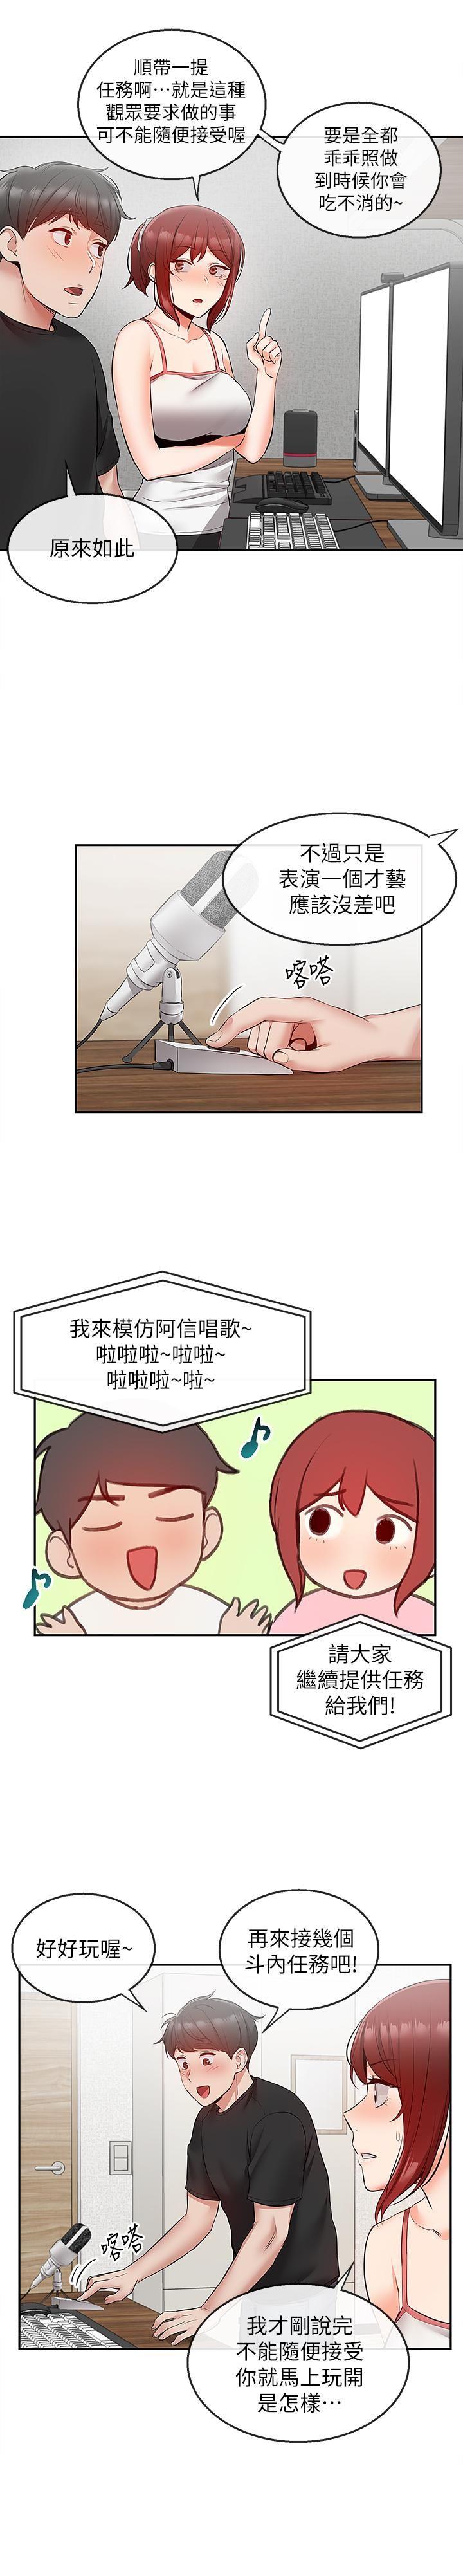 順帶一提
任務啊⋯就是這種
觀眾要求做的事
可不能隨便接受喔
要是全都
乖乖照做
到時候你會
吃不消的~
原來如此
不過只是
表演一個才藝
應該沒差吧
喀嗒
我來模仿阿信唱歌~
啦啦啦~啦啦~
啦啦啦~啦~
請大家
繼續提供任務
給我們!
好好玩喔~
再來接幾個
斗內任務吧!
喀嗒
我才剛說完
不能隨便接受
你就馬上玩開
是怎樣⋯